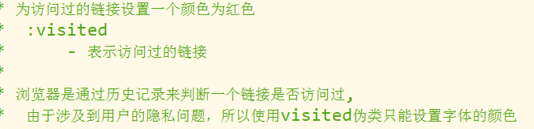 * 为访问过的链接设置一个颜色为红色
* :visited
* - 表示访问过的链接
*
* 浏览器是通过历史记录来判断一个链接是否访问过,
* 由于涉及到用户的隐私问题，所以使用visited伪类只能设置字体的颜色